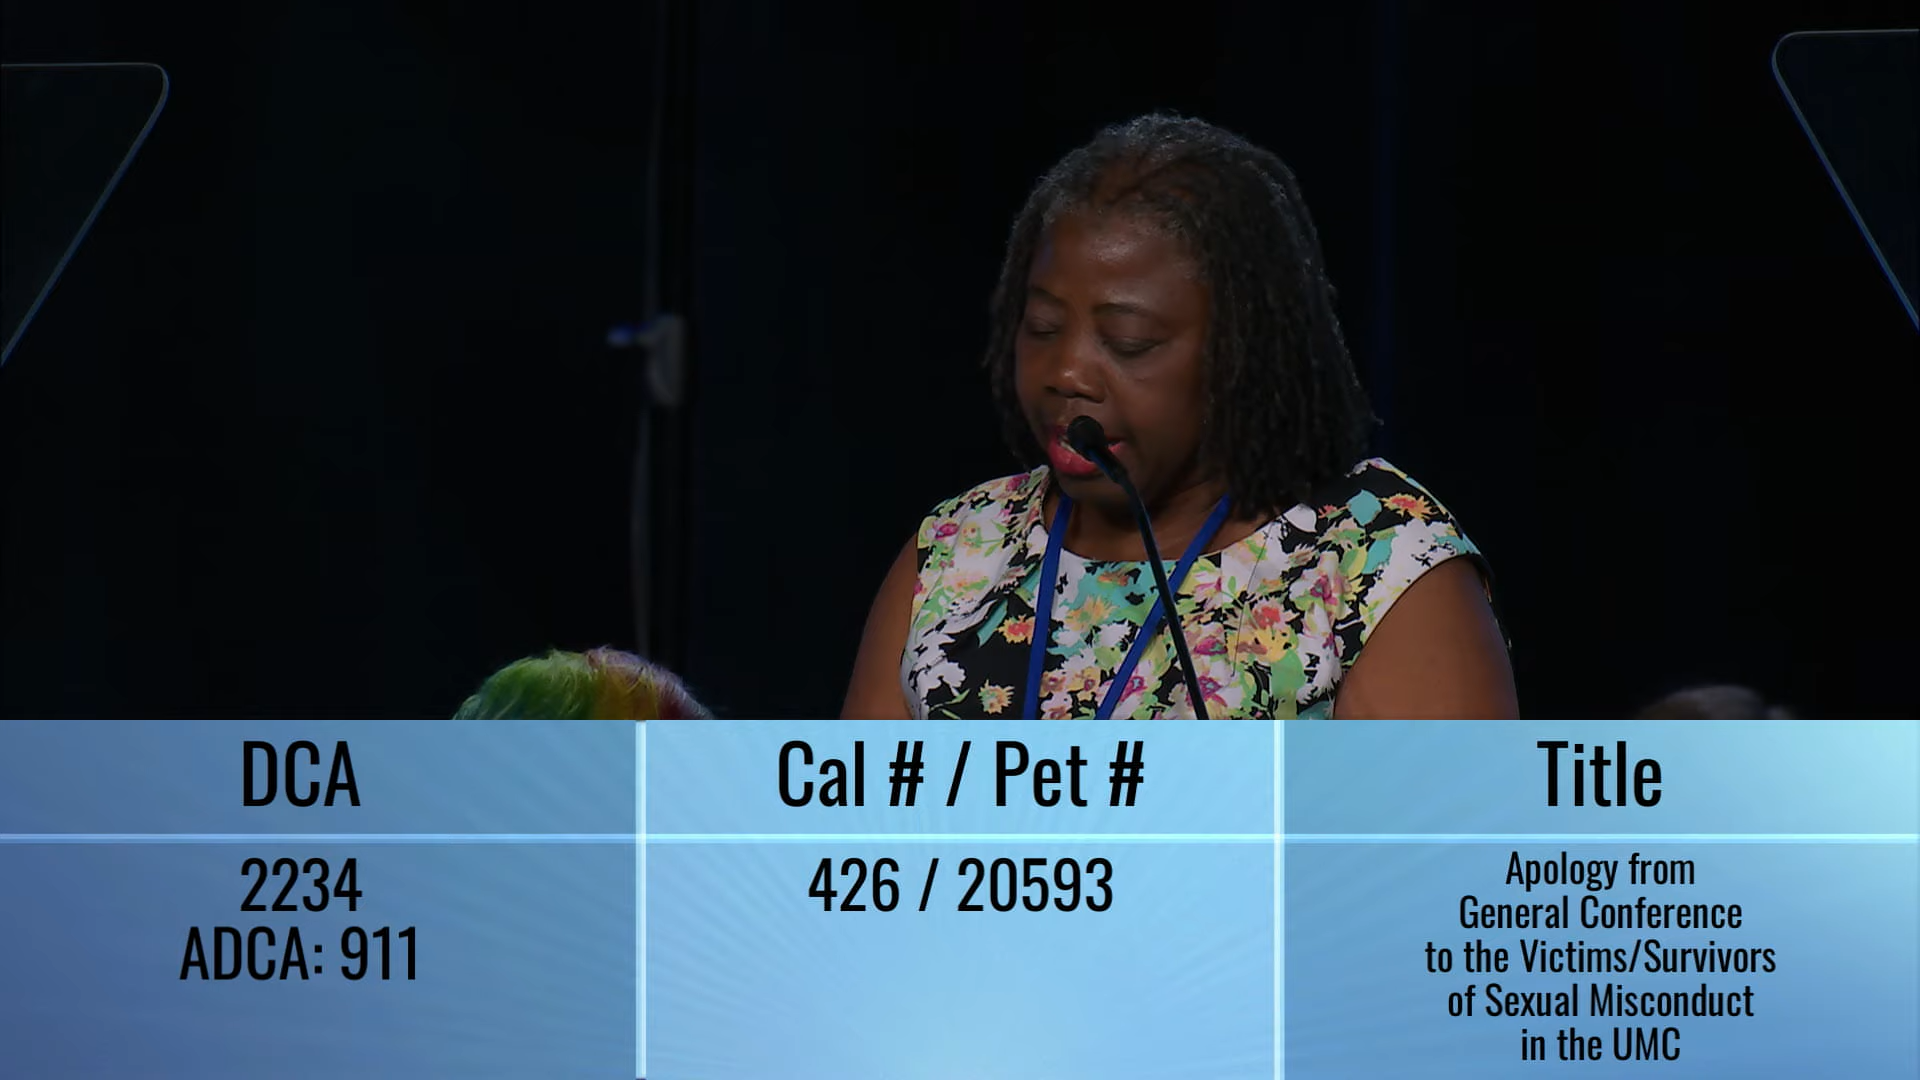 DCA
Cal # / Pet #
Title
2234
ADCA: 911
426 / 20593
Apology from
General Conference
to the Victims/Survivors
of Sexual Misconduct
in the UMC